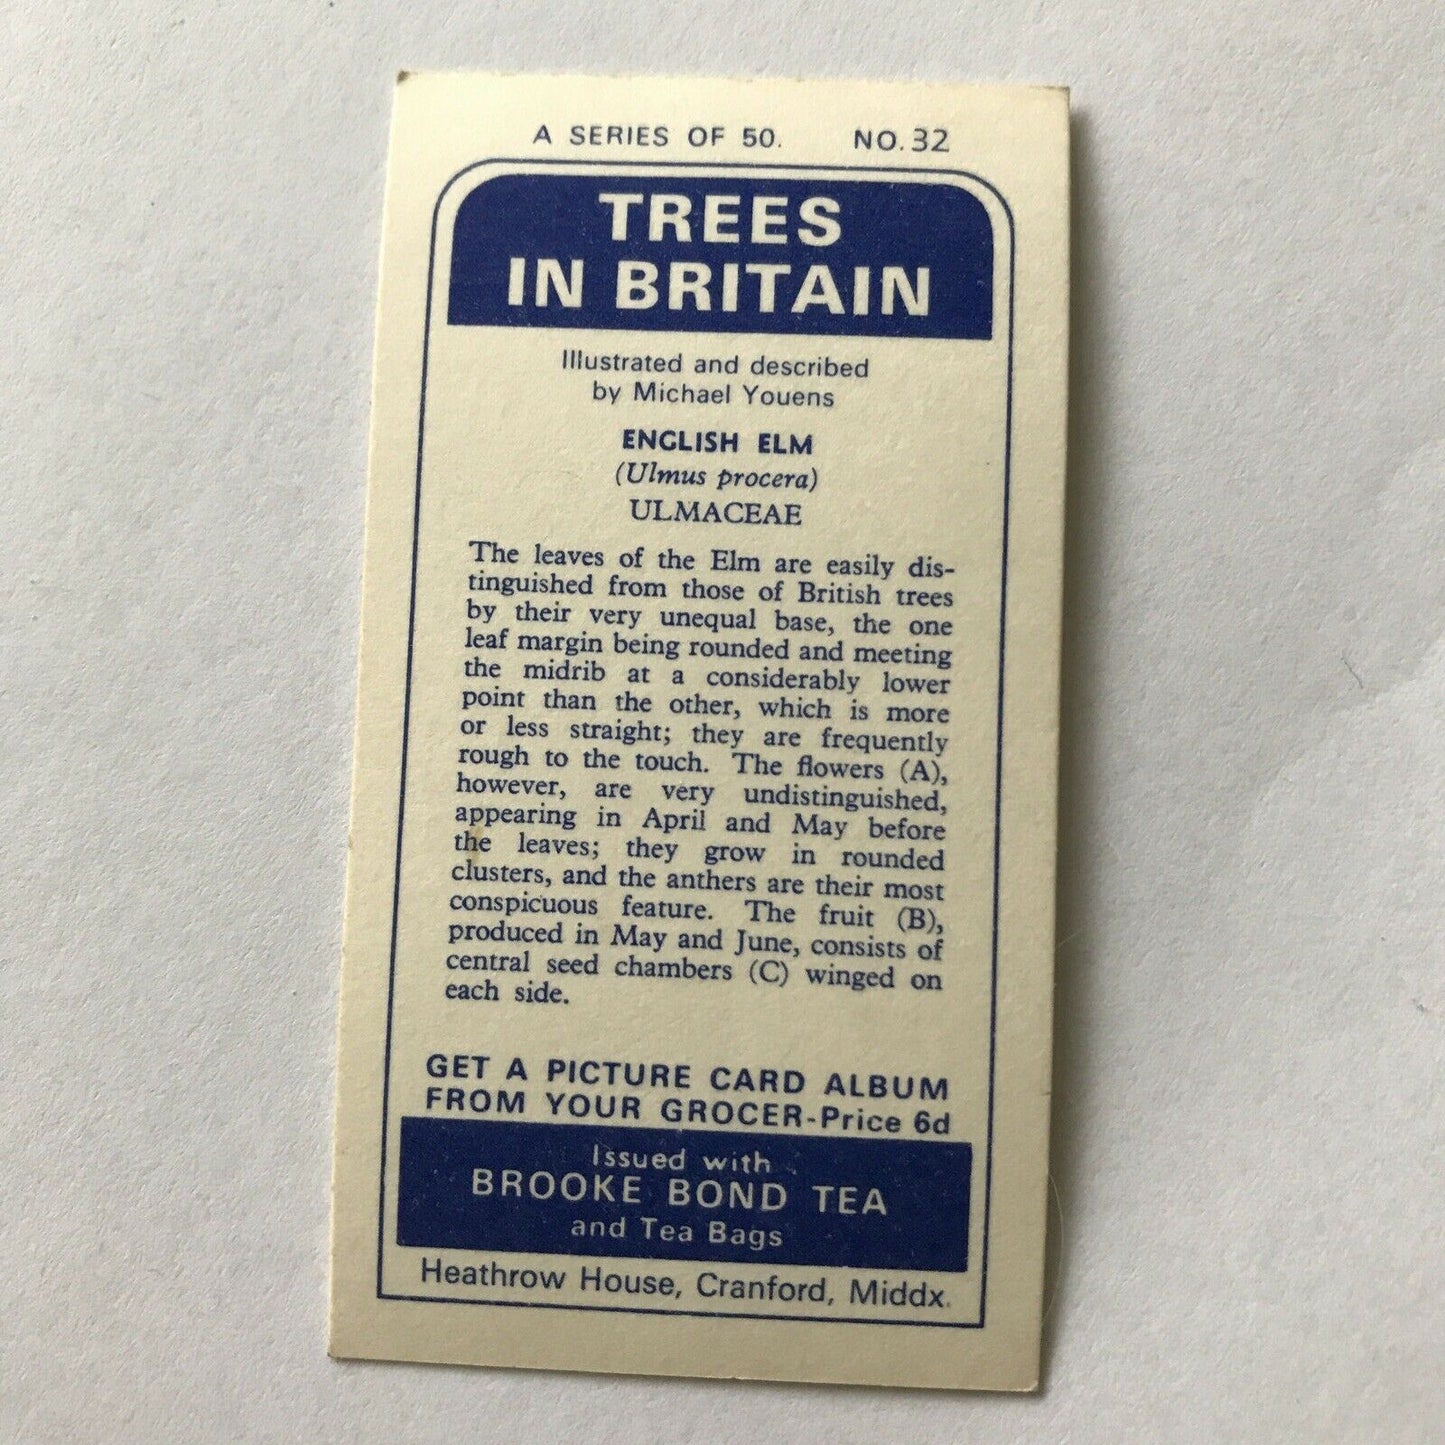 A SERIES OF 50. NO. 32
TREES
IN BRITAIN
Illustrated and described
by Michael Youens
ENGLISH ELM
(Ulmus procera)
ULMACEAE
The leaves of the Elm are easily dis-
tinguished from those of British trees
by their very unequal base, the one
leaf margin being rounded and meeting
the midrib at a considerably lower
point than the other, which is more
or less straight; they are frequently
rough to the touch. The flowers (A),
however, are very undistinguished,
appearing in April and May before
the leaves; they grow in rounded
clusters, and the anthers are their most
conspicuous feature. The fruit (B),
produced in May and June, consists of
central seed chambers (C) winged on
each side.
GET A PICTURE CARD ALBUM
FROM YOUR GROCER-Price 6d
Issued with
BROOKE BOND TEA
and Tea Bags
Heathrow House, Cranford, Middx.